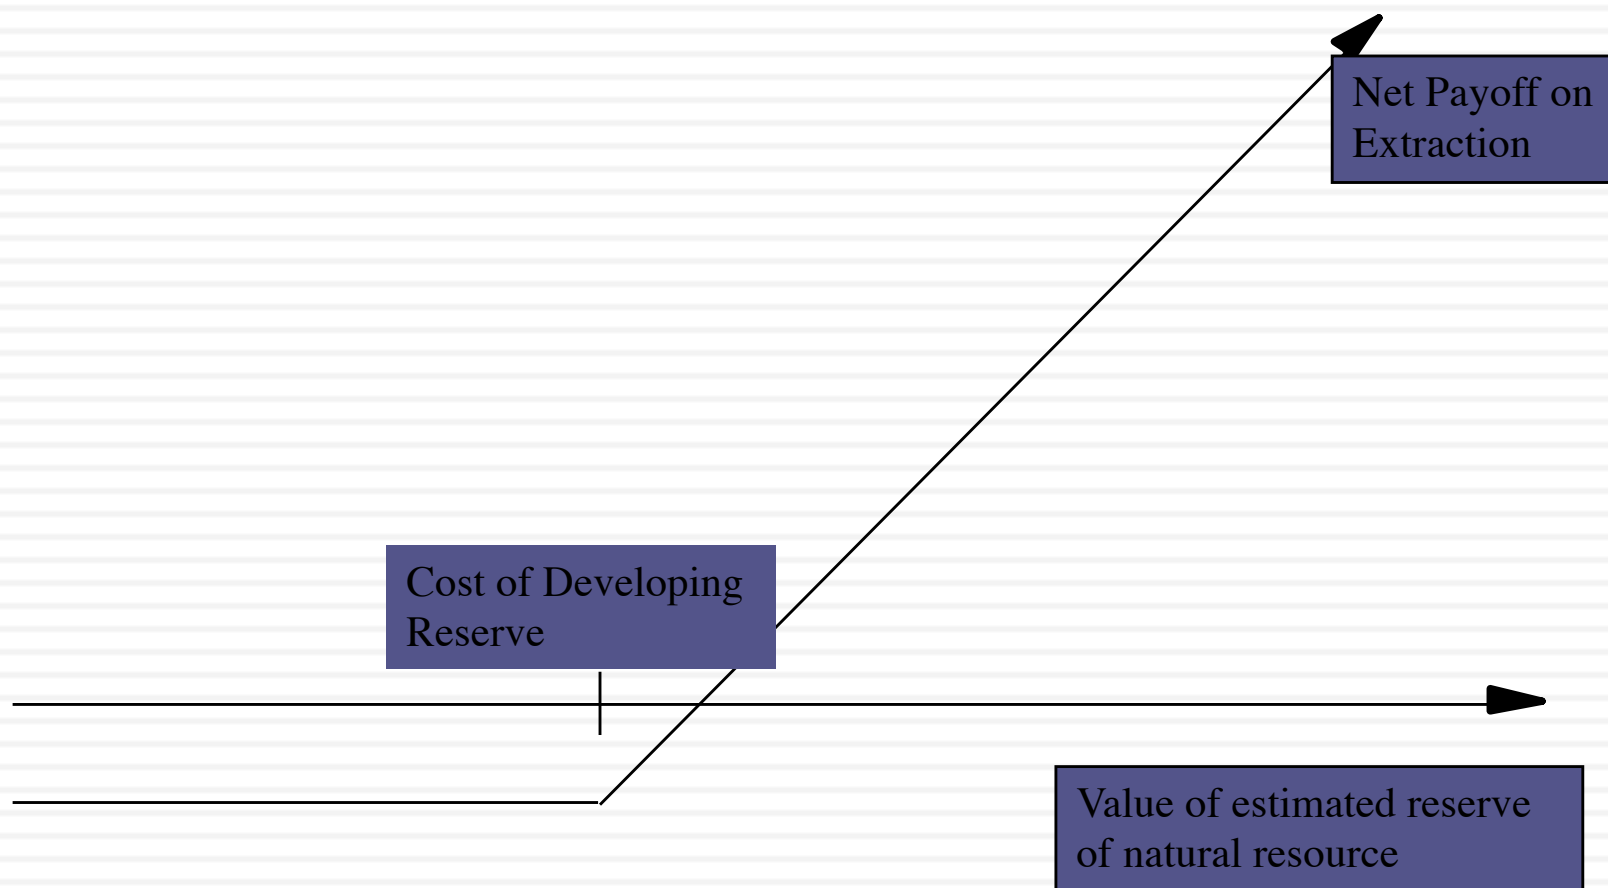 Net Payoff on
Extraction
Cost of Developing
Reserve
Value of estimated reserve
of natural resource